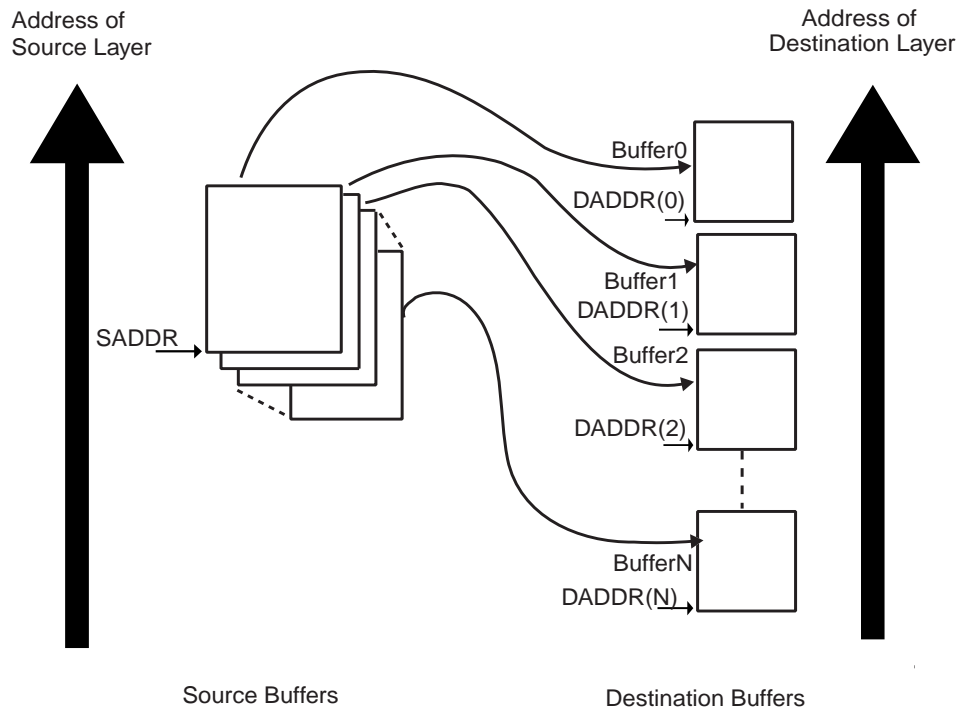 Address of
Source Layer
Address of
Destination Layer
Buffer0
DADDR(0)
Buffer1
DADDR(1)
SADDR
Buffer2
DADDR(2)
BufferN
DADDR(N)
Source Buffers
Destination Buffers